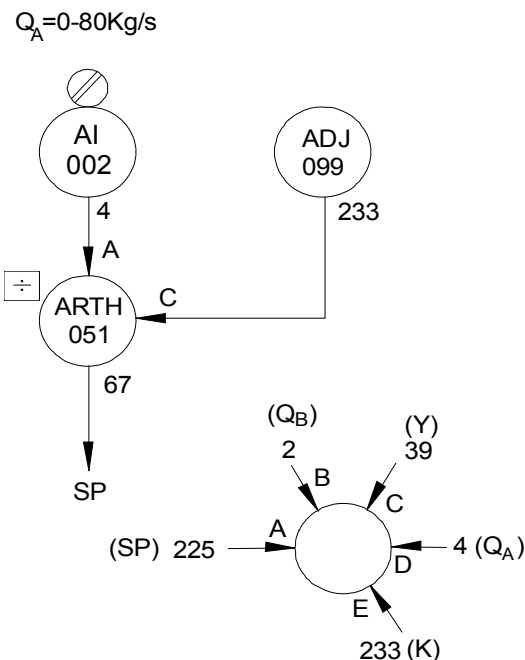 Q_A=0-80Kg/s
AI
002
ADJ
099
4
233
A
÷
ARTH
051
C
67
SP
(Q_B)
2
B
(Y)
39
C
(SP) 225
A
D
4 (Q_A)
E
233 (K)